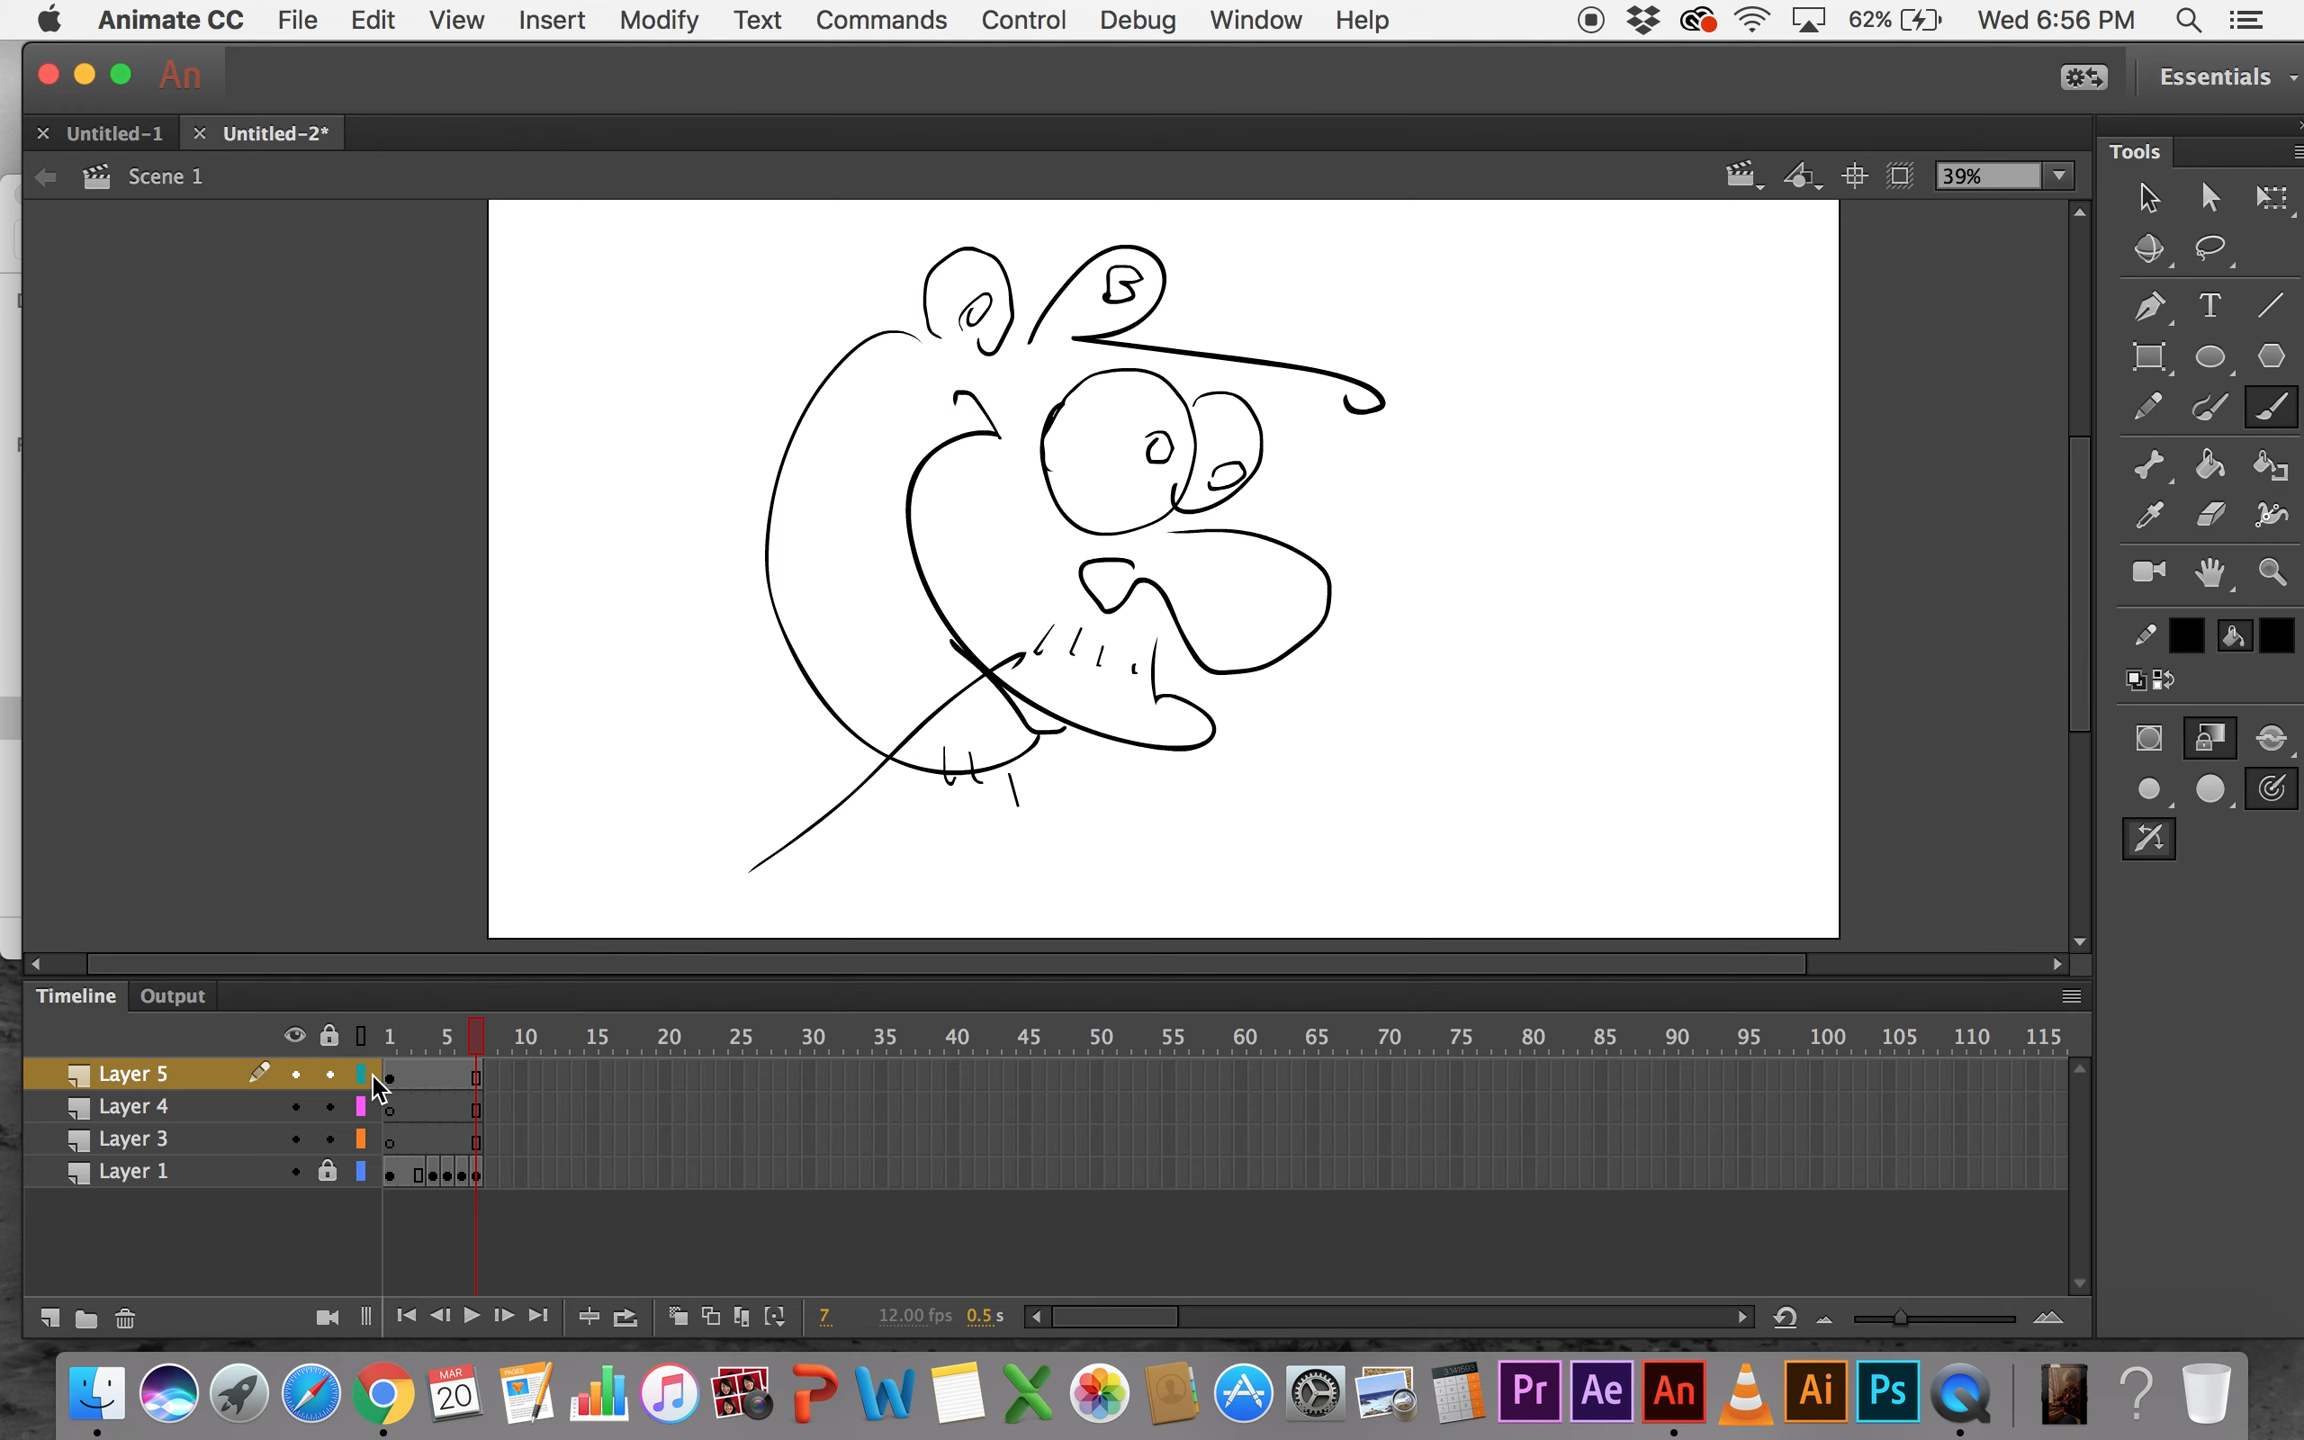 Animate CC File Edit View Insert Modify Text Commands Control Debug Window Help 62% Wed 6:56 PM
An Essentials
Untitled-1 Untitled-2*
Scene 1 39%
Tools
T
B
Timeline Output
1 5 10 15 20 25 30 35 40 45 50 55 60 65 70 75 80 85 90 95 100 105 110 115
Layer 5
Layer 4
Layer 3
Layer 1
7 12.00 fps 0.5 s
MAR
20
PAGES
P W X 3.141593 Pr Ae An Ai Ps ?